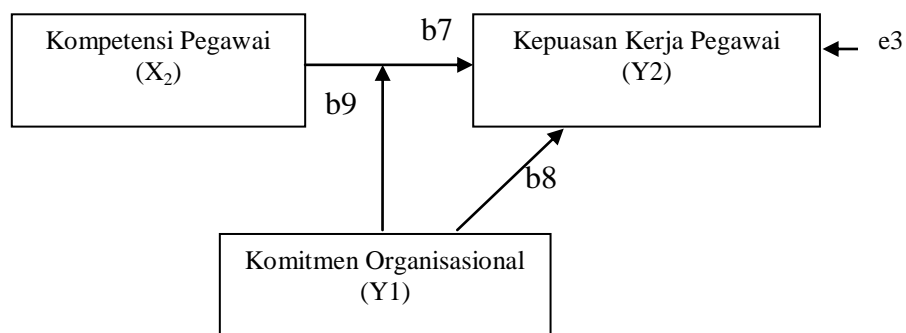 Kompetensi Pegawai
(X₂)
b7
Kepuasan Kerja Pegawai
(Y2)
e3
b9
b8
Komitmen Organisasional
(Y1)